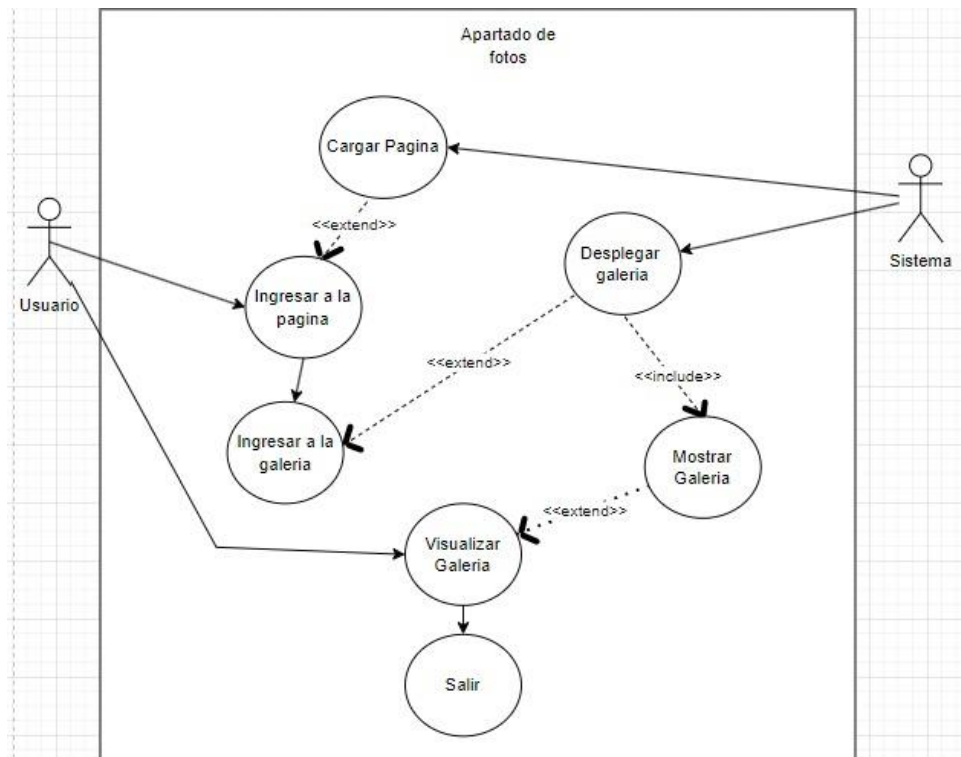 Apartado de
fotos
Cargar Pagina
<<extend>>
Desplegar
galeria
Sistema
Usuario
Ingresar a la
pagina
<<extend>>
<<include>>
Ingresar a la
galeria
Mostrar
Galeria
<<extend>>
Visualizar
Galeria
Salir